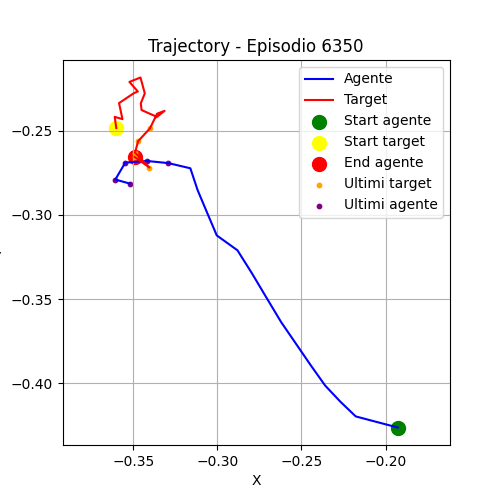 Trajectory - Episodio 6350
Agente
Target
Start agente
Start target
End agente
Ultimi target
Ultimi agente
−0.25
−0.30
−0.35
−0.40
−0.35
−0.30
−0.25
−0.20
X